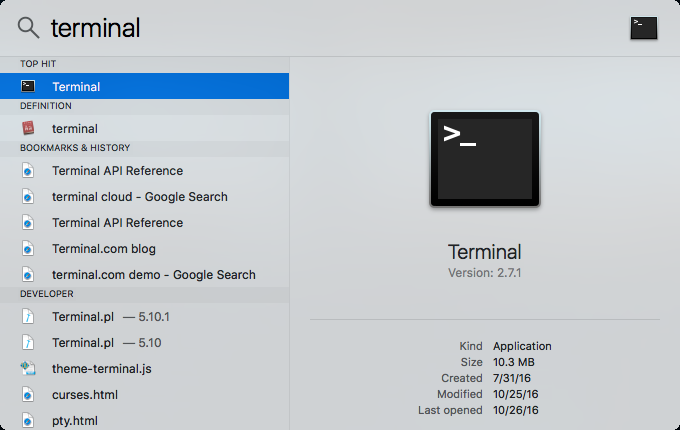 terminal
TOP HIT
Terminal
DEFINITION
terminal
BOOKMARKS & HISTORY
Terminal API Reference
terminal cloud - Google Search
Terminal API Reference
Terminal.com blog
terminal.com demo - Google Search
DEVELOPER
Terminal.pl — 5.10.1
Terminal.pl — 5.10
theme-terminal.js
curses.html
pty.html
>_
Terminal
Version: 2.7.1
Kind Application
Size 10.3 MB
Created 7/31/16
Modified 10/25/16
Last opened 10/26/16